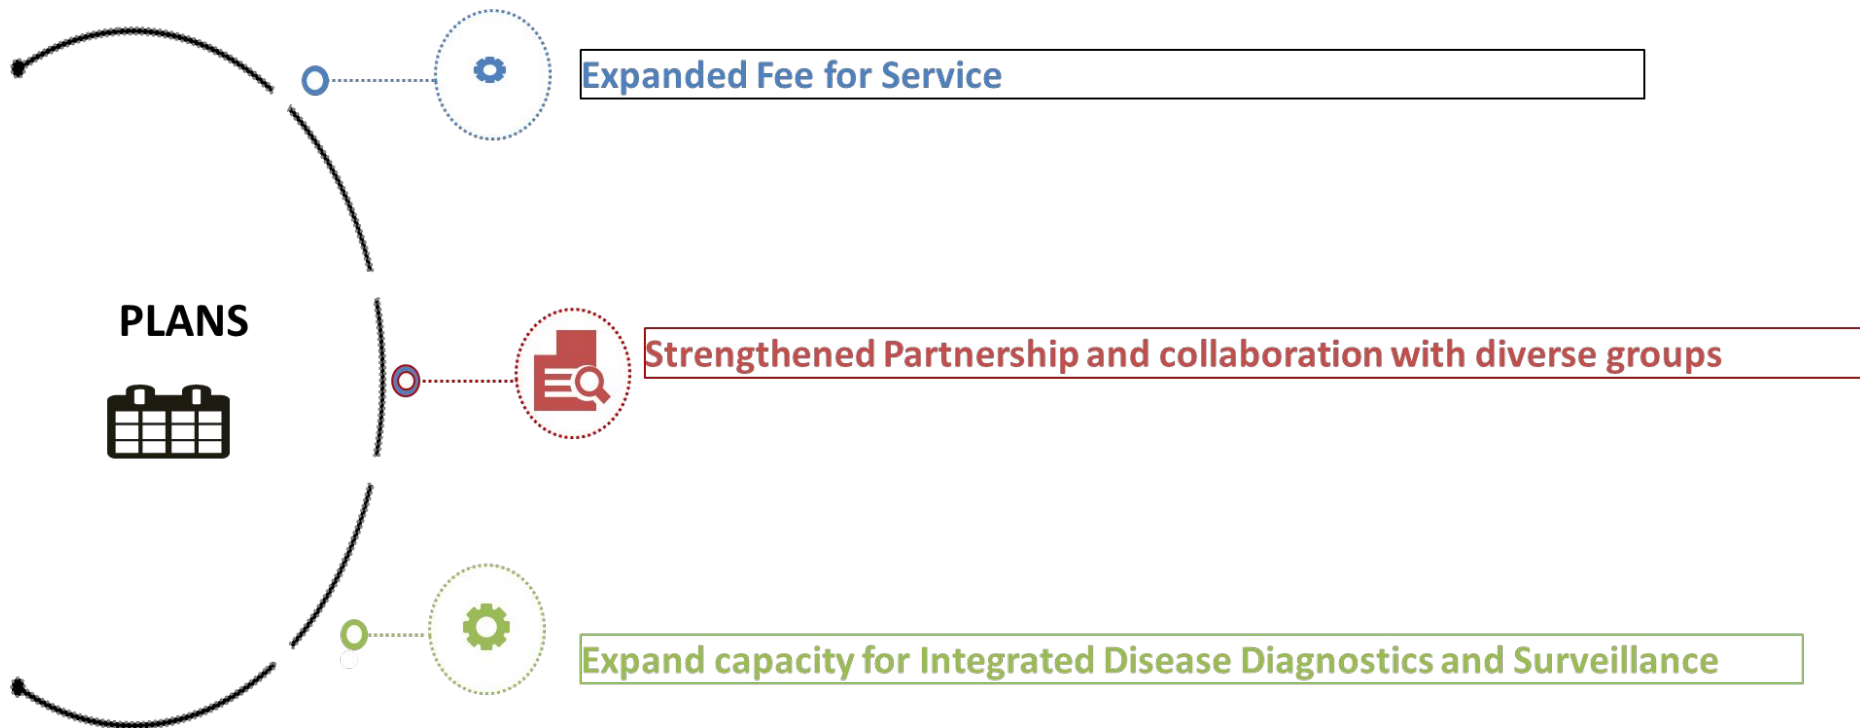 Expanded Fee for Service
PLANS
Strengthened Partnership and collaboration with diverse groups
Expand capacity for Integrated Disease Diagnostics and Surveillance